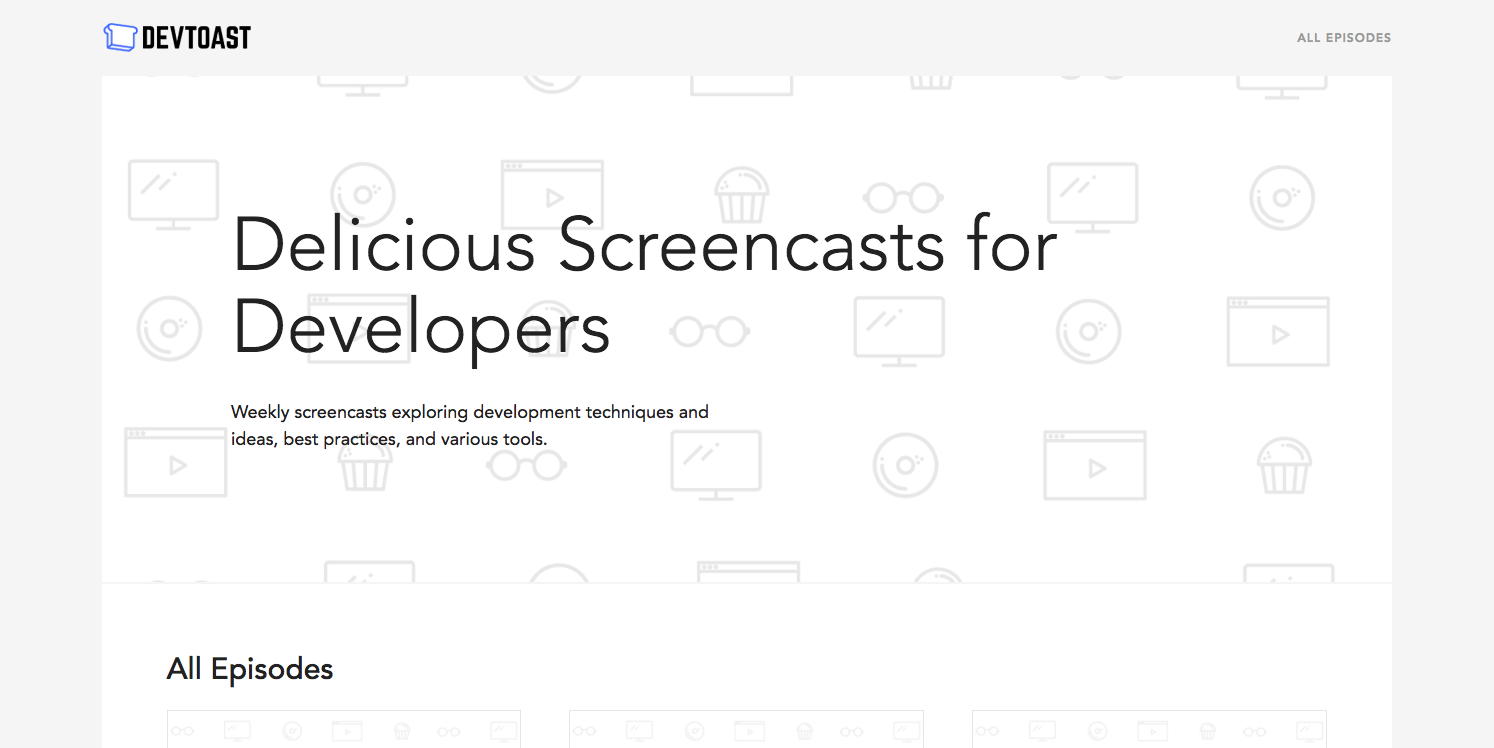 DEVTOAST
ALL EPISODES
Delicious Screencasts for
Developers
Weekly screencasts exploring development techniques and
ideas, best practices, and various tools.
All Episodes